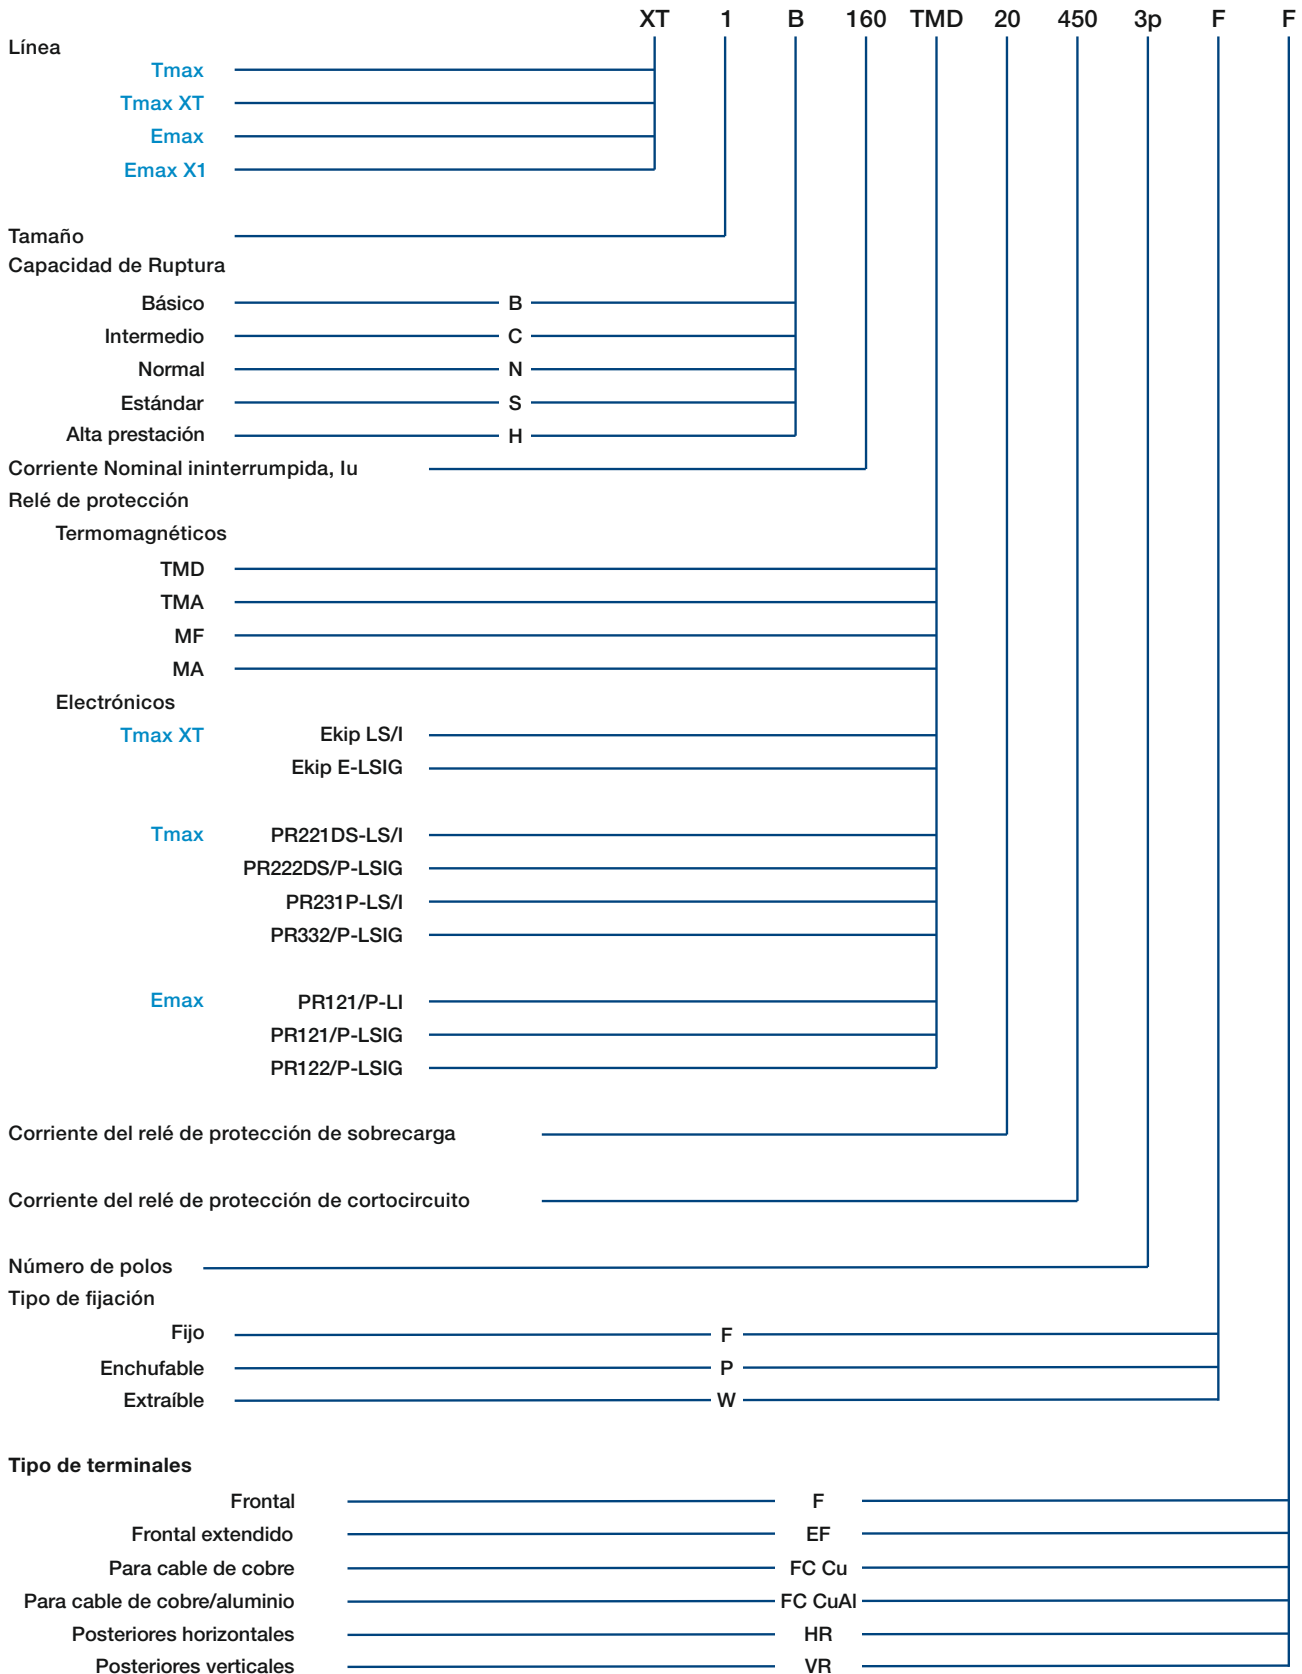 XT 1 B 160 TMD 20 450 3p F F
Línea
Tmax
Tmax XT
Emax
Emax X1
Tamaño
Capacidad de Ruptura
Básico B
Intermedio C
Normal N
Estándar S
Alta prestación H
Corriente Nominal ininterrumpida, Iu
Relé de protección
Termomagnéticos
TMD
TMA
MF
MA
Electrónicos
Tmax XT Ekip LS/I
Ekip E-LSIG
Tmax PR221DS-LS/I
PR222DS/P-LSIG
PR231P-LS/I
PR332/P-LSIG
Emax PR121/P-LI
PR121/P-LSIG
PR122/P-LSIG
Corriente del relé de protección de sobrecarga
Corriente del relé de protección de cortocircuito
Número de polos
Tipo de fijación
Fijo F
Enchufable P
Extraíble W
Tipo de terminales
Frontal F
Frontal extendido EF
Para cable de cobre FC Cu
Para cable de cobre/aluminio FC CuAl
Posteriores horizontales HR
Posteriores verticales VR